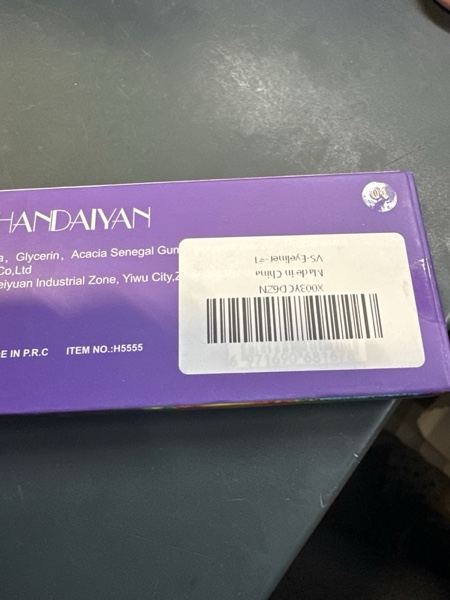 HANDAIYAN
a, Glycerin, Acacia Senegal Gum
Co,Ltd
eiyuan Industrial Zone, Yiwu City,Z
E IN P.R.C ITEM NO.:H5555
X003YCD6ZN
Made in China
VS-Eyeliner-#1